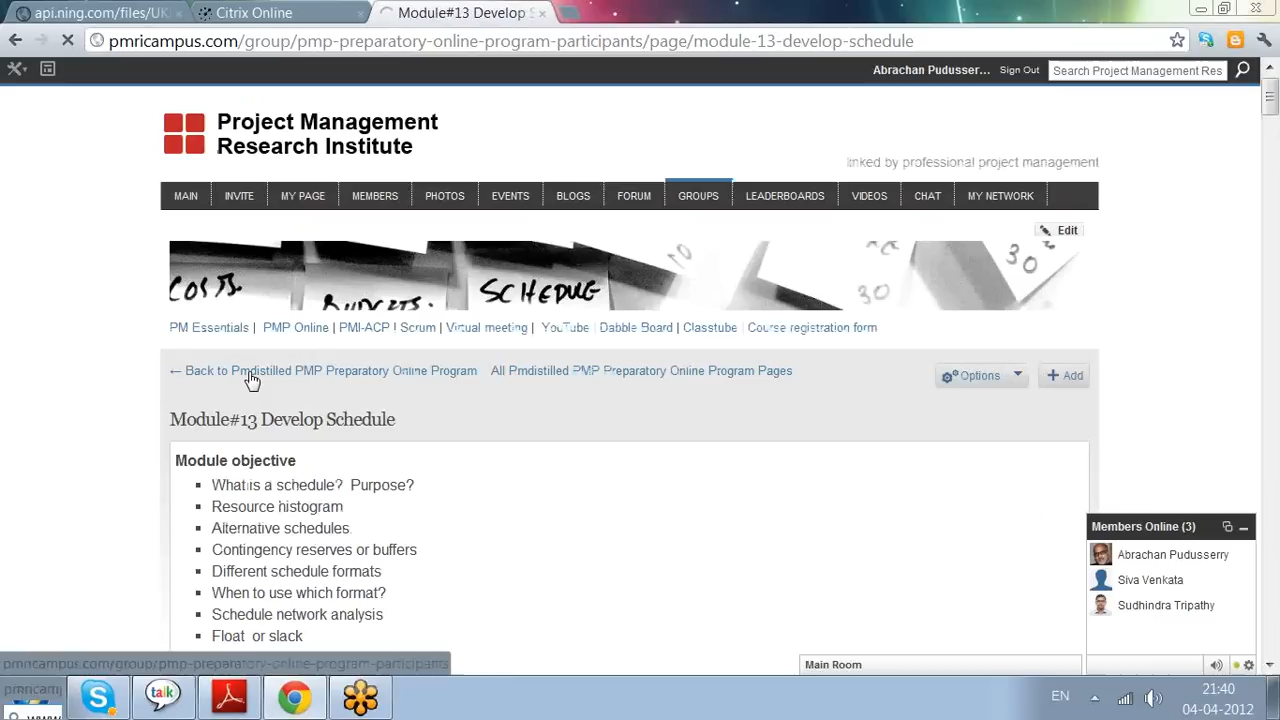 api.ning.com/files/UK
Citrix Online
Module#13 Develop S
pmricampus.com/group/pmp-preparatory-online-program-participants/page/module-13-develop-schedule
Abrachan Pudusser... Sign Out Search Project Management Res
Project Management
Research Institute
linked by professional project management
MAIN INVITE MY PAGE MEMBERS PHOTOS EVENTS BLOGS FORUM GROUPS LEADERBOARDS VIDEOS CHAT MY NETWORK
Edit
COSTS BUDGETS. SCHEDULE 10 30 30
PM Essentials | PMP Online | PMI-ACP | Scrum | Virtual meeting | YouTube | Dabble Board | Classtube | Course registration form
← Back to Pmdistilled PMP Preparatory Online Program All Pmdistilled PMP Preparatory Online Program Pages Options + Add
Module#13 Develop Schedule
Module objective
What is a schedule? Purpose?
Resource histogram
Alternative schedules.
Contingency reserves or buffers
Different schedule formats
When to use which format?
Schedule network analysis
Float or slack
Members Online (3)
Abrachan Pudusserry
Siva Venkata
Sudhindra Tripathy
Main Room
pmricampus.com/group/pmp-preparatory-online-program-participants
pmricam
talk
EN 21:40
04-04-2012